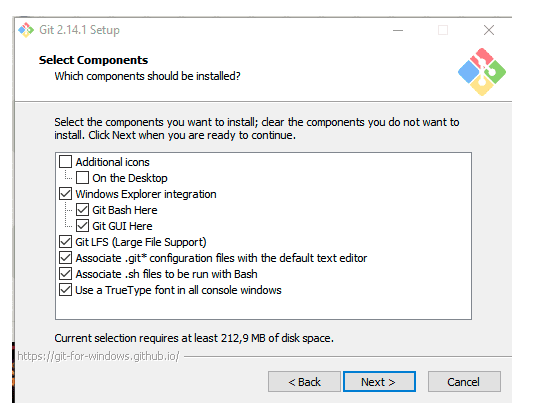 Git 2.14.1 Setup
Select Components
Which components should be installed?
Select the components you want to install; clear the components you do not want to
install. Click Next when you are ready to continue.
Additional icons
On the Desktop
Windows Explorer integration
Git Bash Here
Git GUI Here
Git LFS (Large File Support)
Associate .git* configuration files with the default text editor
Associate .sh files to be run with Bash
Use a TrueType font in all console windows
Current selection requires at least 212,9 MB of disk space.
https://git-for-windows.github.io/
< Back
Next >
Cancel